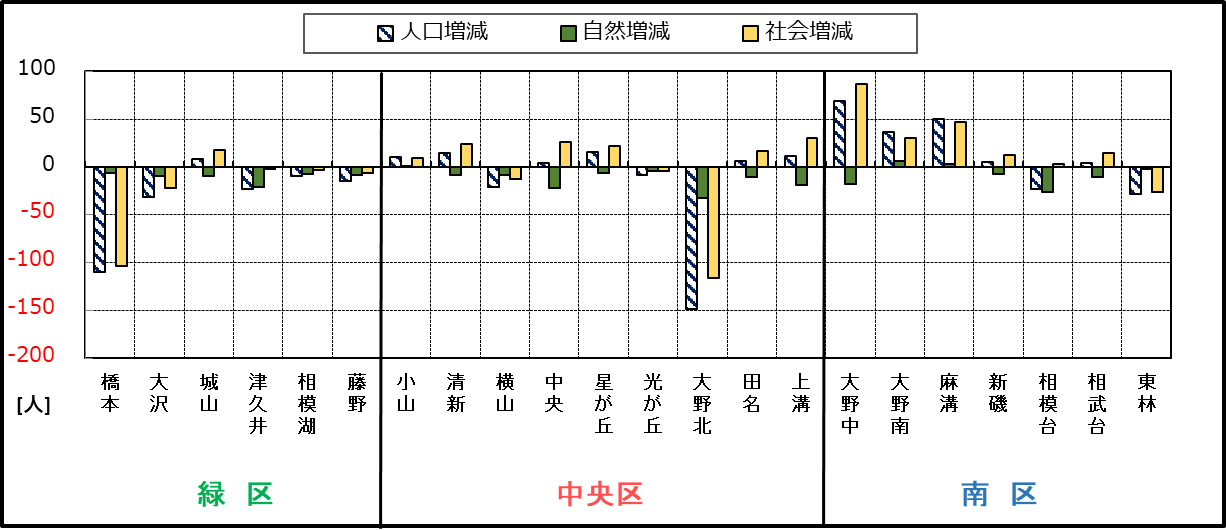 人口増減 自然増減 社会増減
100
50
0
-50
-100
-150
-200
[人]
橋本 大沢 城山 津久井 相模湖 藤野 小山 清新 横山 中央 星が丘 光が丘 大野北 田名 上溝 大野中 大野南 麻溝 新磯 相模台 相武台 東林
緑 区 中央区 南 区